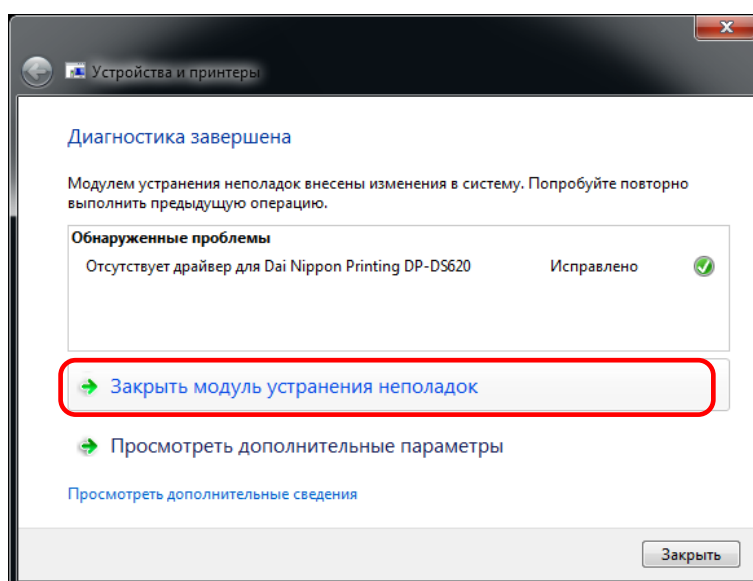 Устройства и принтеры
Диагностика завершена
Модулем устранения неполадок внесены изменения в систему. Попробуйте повторно
выполнить предыдущую операцию.
Обнаруженные проблемы
Отсутствует драйвер для Dai Nippon Printing DP-DS620 Исправлено
Закрыть модуль устранения неполадок
Просмотреть дополнительные параметры
Просмотреть дополнительные сведения
Закрыть